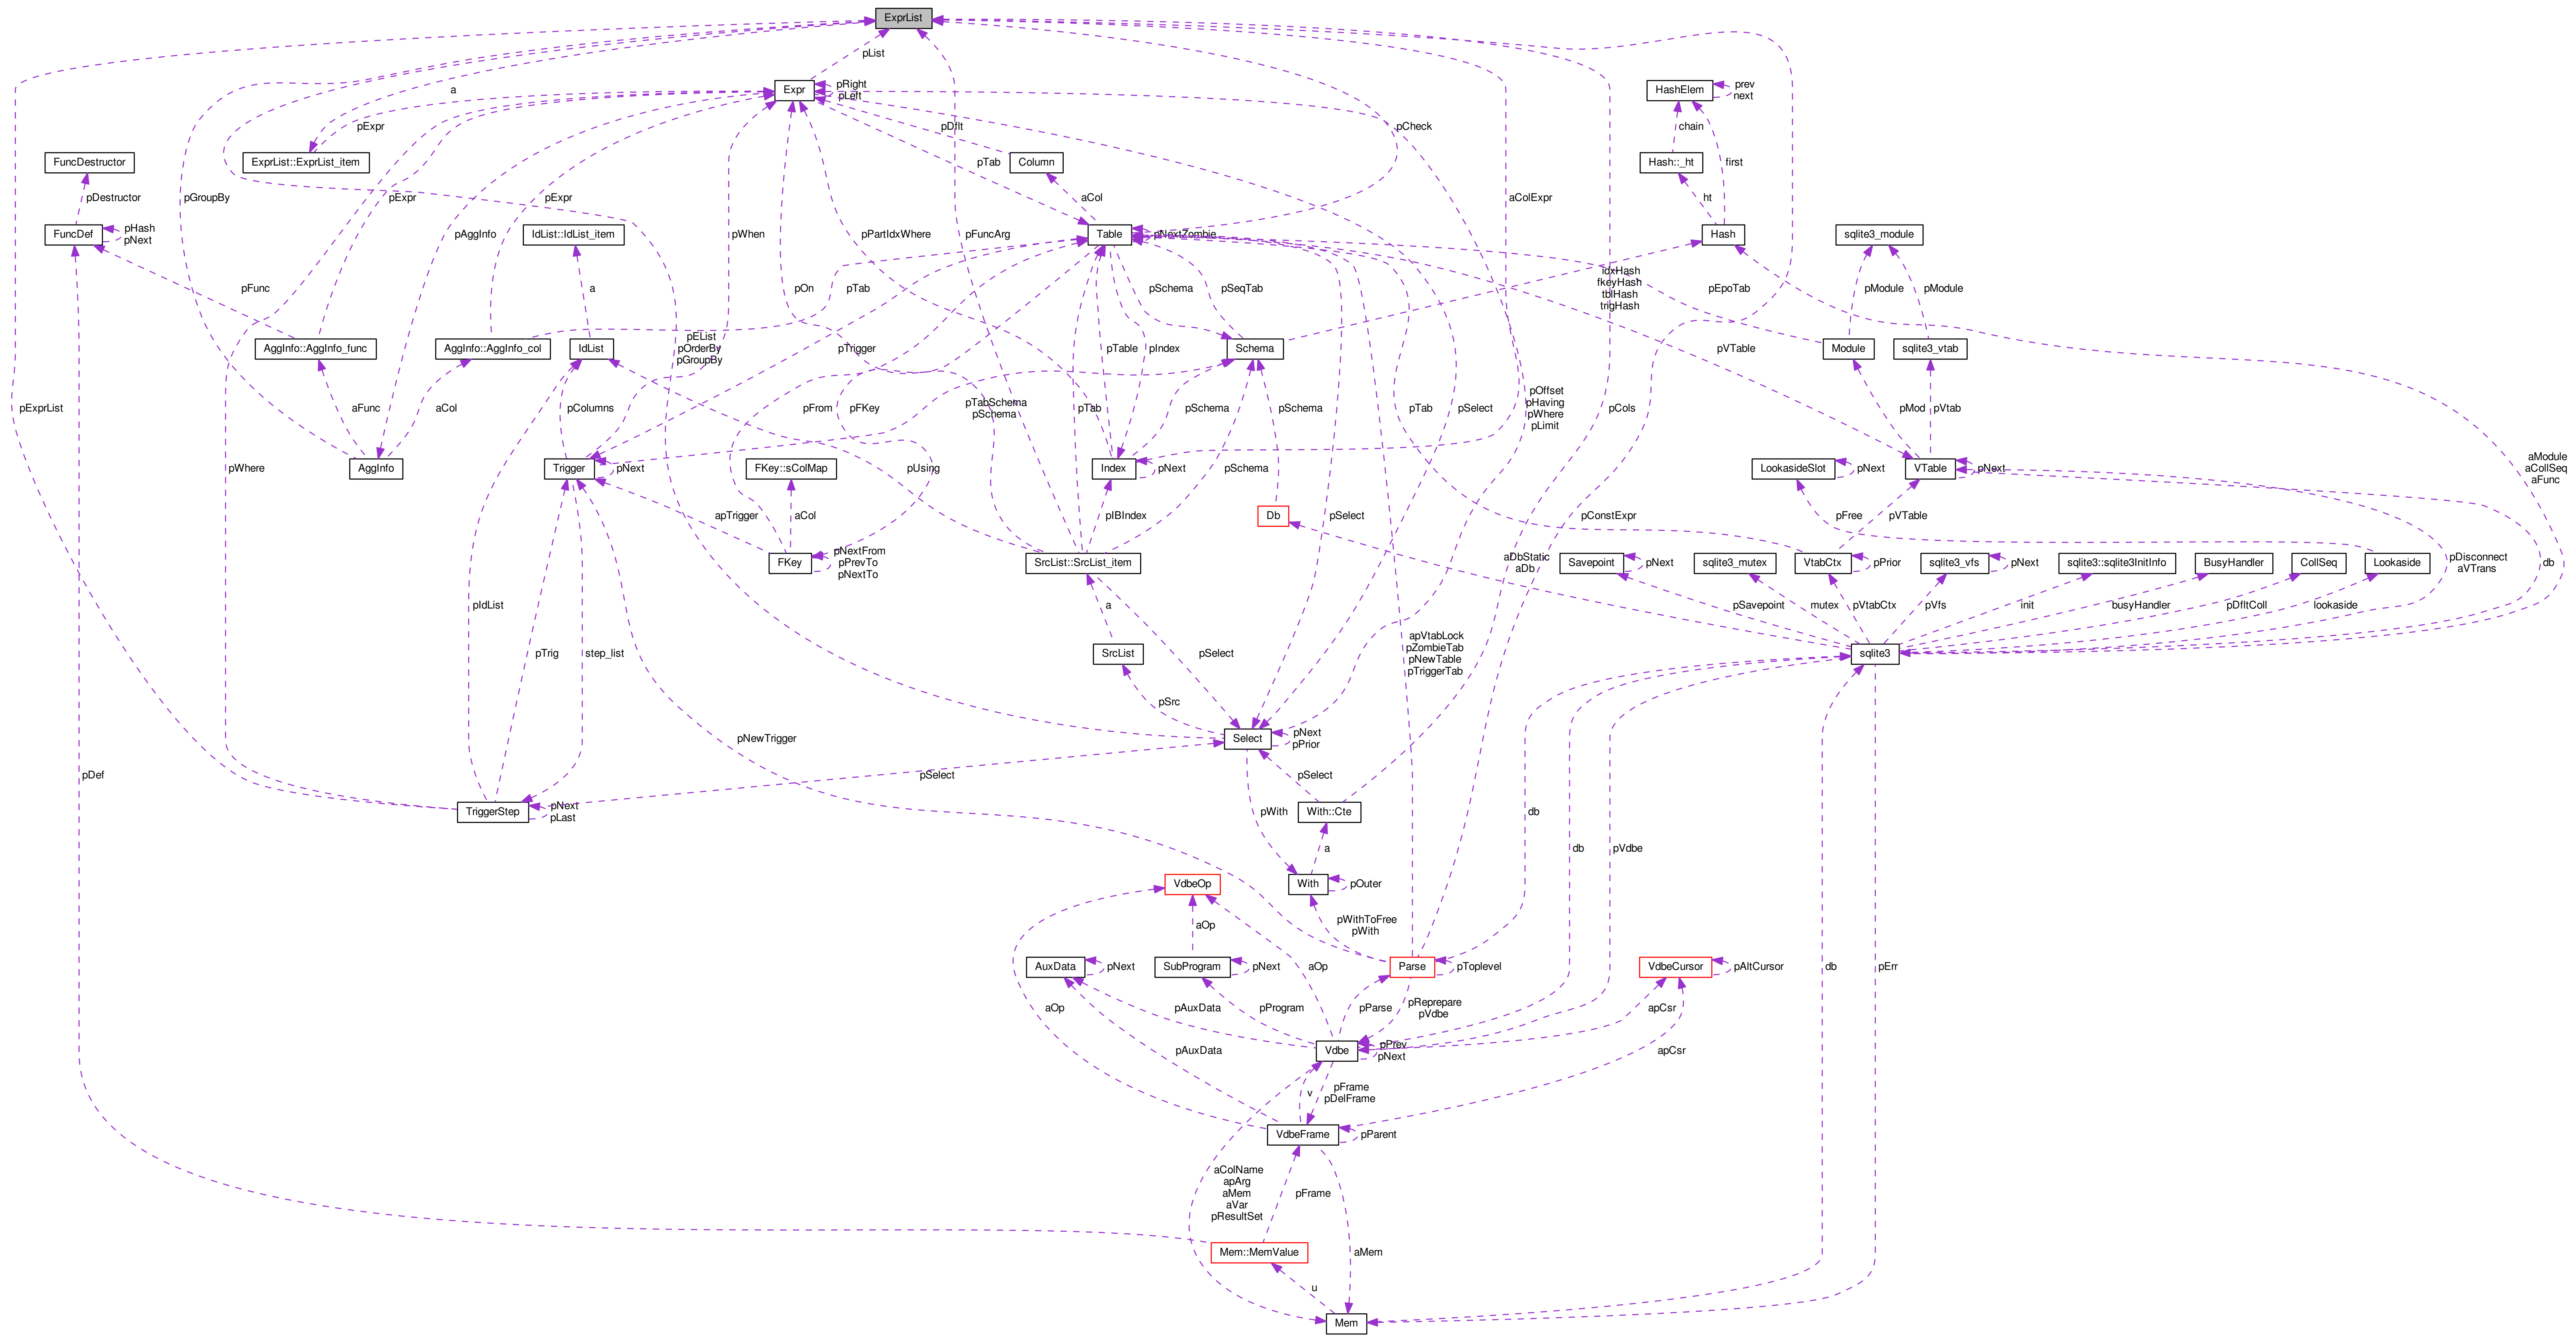 ExprList
pList
Expr
pRight
pLeft
HashElem
prev
next
a
pExpr
pDflt
pCheck
chain
FuncDestructor
ExprList::ExprList_item
pTab
Column
Hash::_ht
first
pDestructor
pGroupBy
pExpr
pExpr
aCol
aColExpr
ht
FuncDef
pHash
pNext
IdList::IdList_item
pAggInfo
pWhen
pPartIdxWhere
pFuncArg
Table
pNextZombie
Hash
sqlite3_module
pFunc
a
pOn
pTab
pSchema
pSeqTab
idxHash
fkeyHash
tblHash
trigHash
pEpoTab
pModule
pModule
AggInfo::AggInfo_func
AggInfo::AggInfo_col
IdList
pEList
pOrderBy
pGroupBy
pTrigger
pTable
pIndex
Schema
pVTable
Module
sqlite3_vtab
pExprList
aFunc
aCol
pColumns
pFrom
pFKey
pTabSchema
pSchema
pTab
pSchema
pSchema
pTab
pSelect
pOffset
pHaving
pWhere
pLimit
pCols
pMod
pVtab
pWhere
AggInfo
Trigger
pNext
FKey::sColMap
pUsing
Index
pNext
pSchema
LookasideSlot
pNext
VTable
pNext
aModule
aCollSeq
aFunc
apTrigger
aCol
pIBIndex
Db
pSelect
pConstExpr
pFree
pVTable
FKey
pNextFrom
pPrevTo
pNextTo
SrcList::SrcList_item
aDbStatic
aDb
Savepoint
pNext
sqlite3_mutex
VtabCtx
pPrior
sqlite3_vfs
pNext
sqlite3::sqlite3InitInfo
BusyHandler
CollSeq
Lookaside
pDisconnect
aVTrans
db
pIdList
a
pSavepoint
mutex
pVtabCtx
pVfs
init
busyHandler
pDfltColl
lookaside
pTrig
step_list
SrcList
pSelect
apVtabLock
pZombieTab
pNewTable
pTriggerTab
sqlite3
pSrc
pNewTrigger
Select
pNext
pPrior
pDef
pSelect
pSelect
TriggerStep
pNext
pLast
pWith
With::Cte
db
a
db
pVdbe
VdbeOp
With
pOuter
aOp
pWithToFree
pWith
AuxData
pNext
SubProgram
pNext
aOp
Parse
pToplevel
VdbeCursor
pAltCursor
db
pErr
aOp
pAuxData
pProgram
pParse
pReprepare
pVdbe
apCsr
pAuxData
Vdbe
pPrev
pNext
apCsr
v
pFrame
pDelFrame
VdbeFrame
pParent
aColName
apArg
aMem
aVar
pResultSet
pFrame
Mem::MemValue
aMem
u
Mem